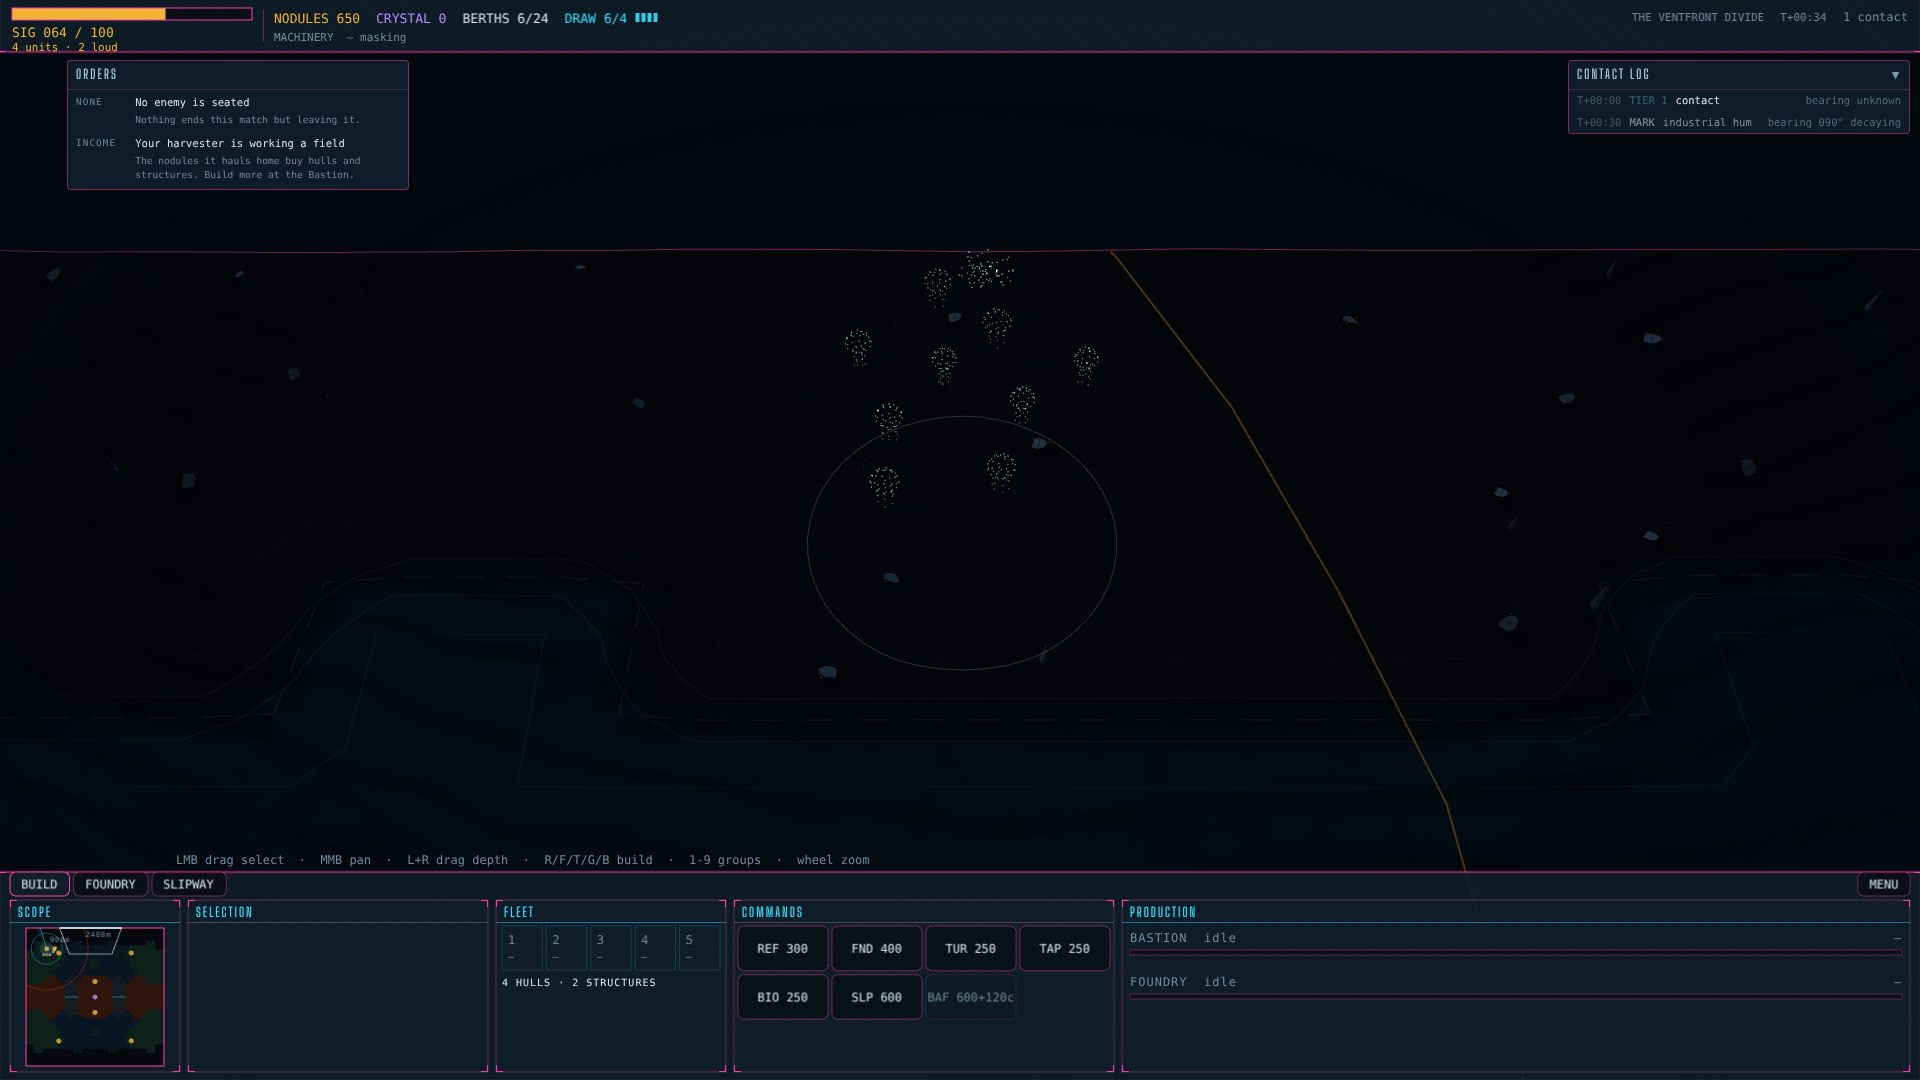 SIG 064 / 100
4 units · 2 loud
NODULES 650 CRYSTAL 0 BERTHS 6/24 DRAW 6/4
MACHINERY — masking
THE VENTFRONT DIVIDE T+00:34 1 contact
ORDERS
NONE No enemy is seated
Nothing ends this match but leaving it.
INCOME Your harvester is working a field
The nodules it hauls home buy hulls and
structures. Build more at the Bastion.
CONTACT LOG ▼
T+00:00 TIER 1 contact bearing unknown
T+00:30 MARK industrial hum bearing 090° decaying
LMB drag select · MMB pan · L+R drag depth · R/F/T/G/B build · 1-9 groups · wheel zoom
BUILD FOUNDRY SLIPWAY MENU
SCOPE
900m 2400m
SELECTION
FLEET
1 2 3 4 5
— — — — —
4 HULLS · 2 STRUCTURES
COMMANDS
REF 300 FND 400 TUR 250 TAP 250
BIO 250 SLP 600 BAF 600+120c
PRODUCTION
BASTION idle —
FOUNDRY idle —